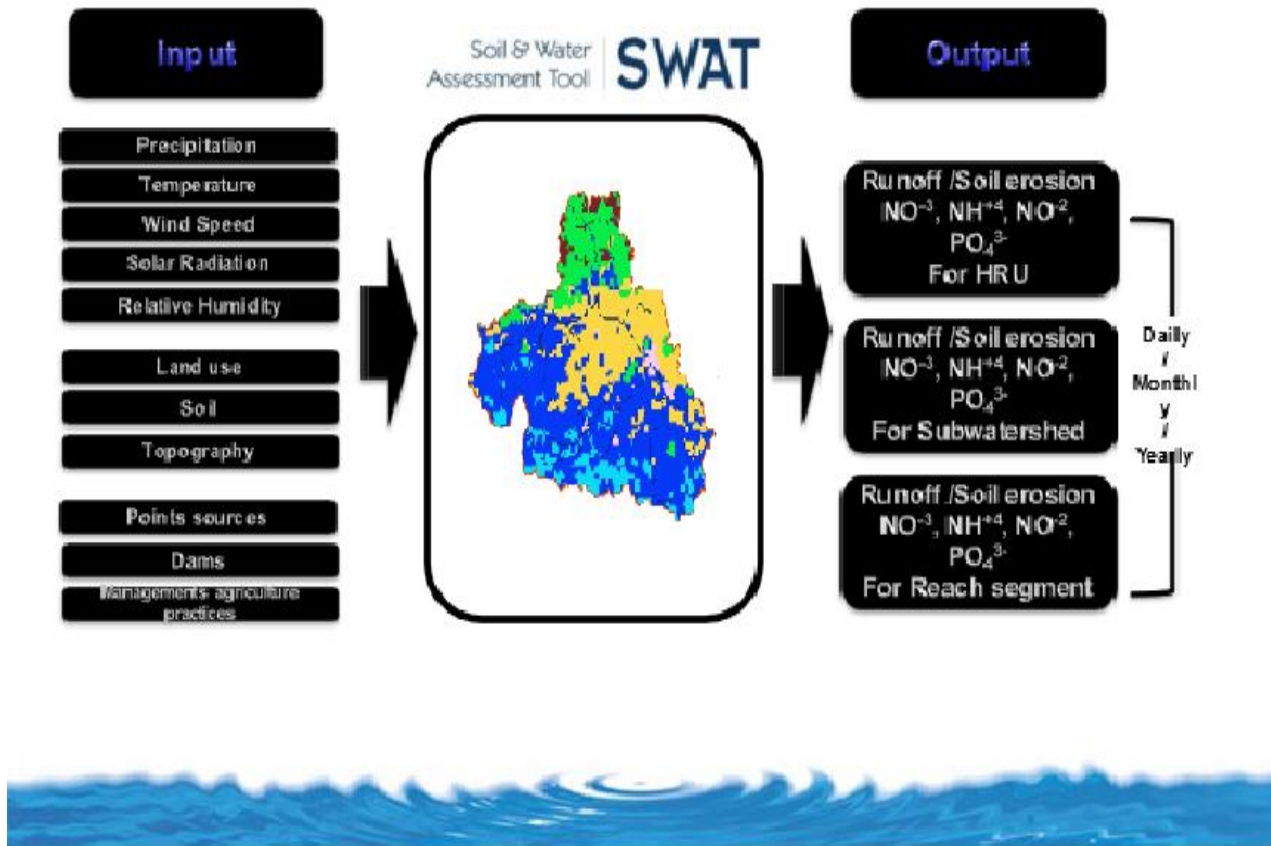 Input
Soil & Water
Assessment Tool
SWAT
Output
Precipitation
Temperature
Wind Speed
Solar Radiation
Relative Humidity
Land use
Soil
Topography
Points sources
Dams
Managements agriculture
practices
Runoff /Soil erosion
NO⁻³, NH⁺⁴, NO⁻²,
PO₄³⁻
For HRU
Runoff /Soil erosion
NO⁻³, NH⁺⁴, NO⁻²,
PO₄³⁻
For Subwatershed
Runoff /Soil erosion
NO⁻³, NH⁺⁴, NO⁻²,
PO₄³⁻
For Reach segment
Daily
/
Monthl
y
/
Yearly